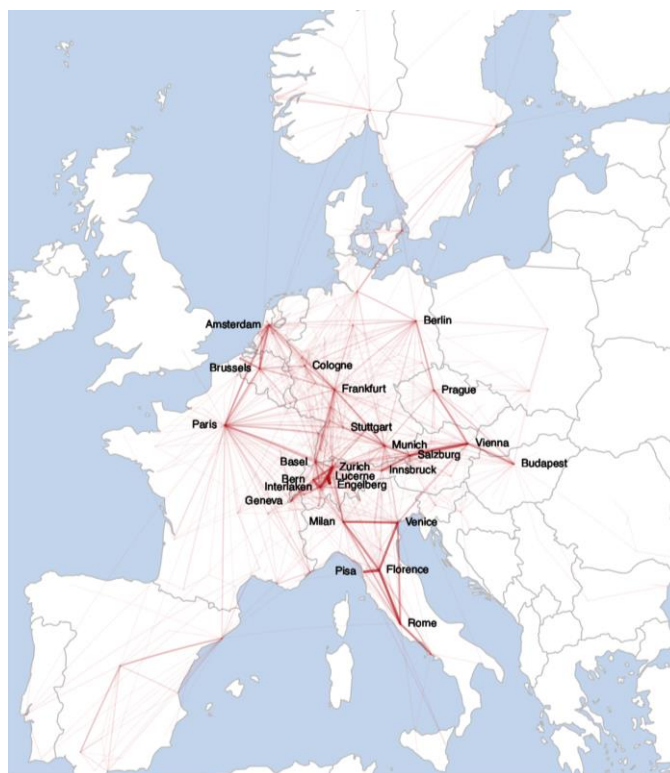 Amsterdam
Berlin
Brussels
Cologne
Frankfurt
Prague
Paris
Stuttgart
Munich
Vienna
Salzburg
Basel
Zurich
Innsbruck
Budapest
Bern
Lucerne
Interlaken
Engelberg
Geneva
Milan
Venice
Pisa
Florence
Rome